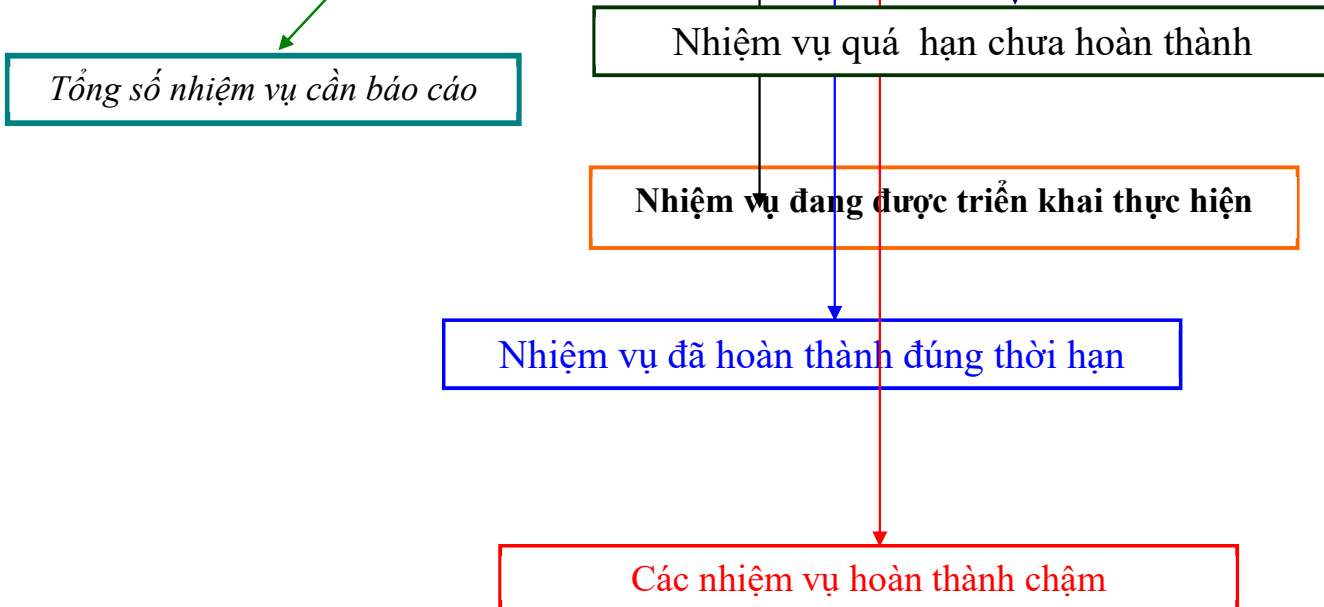 Nhiệm vụ quá  hạn chưa hoàn thành
Tổng số nhiệm vụ cần báo cáo
Nhiệm vụ đang được triển khai thực hiện
Nhiệm vụ đã hoàn thành đúng thời hạn
Các nhiệm vụ hoàn thành chậm